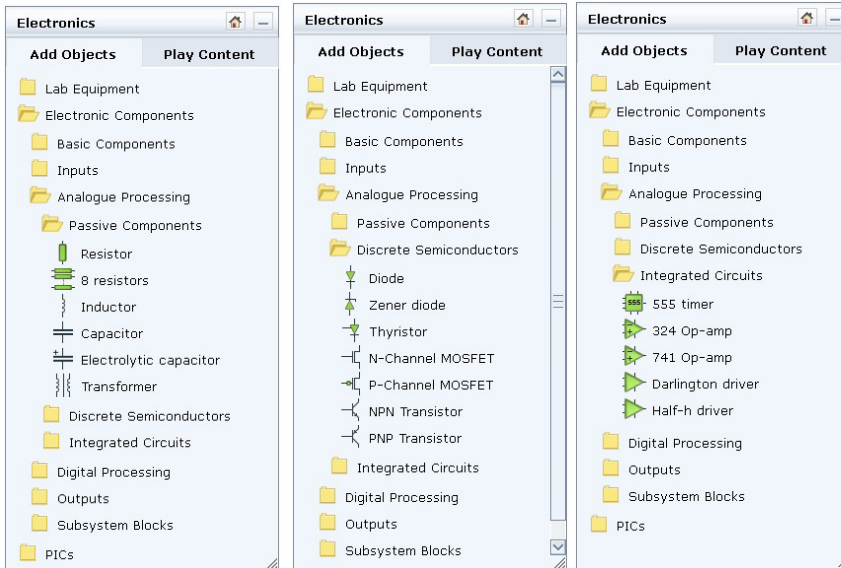 Electronics
Add Objects
Play Content
Lab Equipment
Electronic Components
Basic Components
Inputs
Analogue Processing
Passive Components
Resistor
8 resistors
Inductor
Capacitor
Electrolytic capacitor
Transformer
Discrete Semiconductors
Integrated Circuits
Digital Processing
Outputs
Subsystem Blocks
PICs
Electronics
Add Objects
Play Content
Lab Equipment
Electronic Components
Basic Components
Inputs
Analogue Processing
Passive Components
Discrete Semiconductors
Diode
Zener diode
Thyristor
N-Channel MOSFET
P-Channel MOSFET
NPN Transistor
PNP Transistor
Integrated Circuits
Digital Processing
Outputs
Subsystem Blocks
Electronics
Add Objects
Play Content
Lab Equipment
Electronic Components
Basic Components
Inputs
Analogue Processing
Passive Components
Discrete Semiconductors
Integrated Circuits
555 555 timer
324 Op-amp
741 Op-amp
Darlington driver
Half-h driver
Digital Processing
Outputs
Subsystem Blocks
PICs